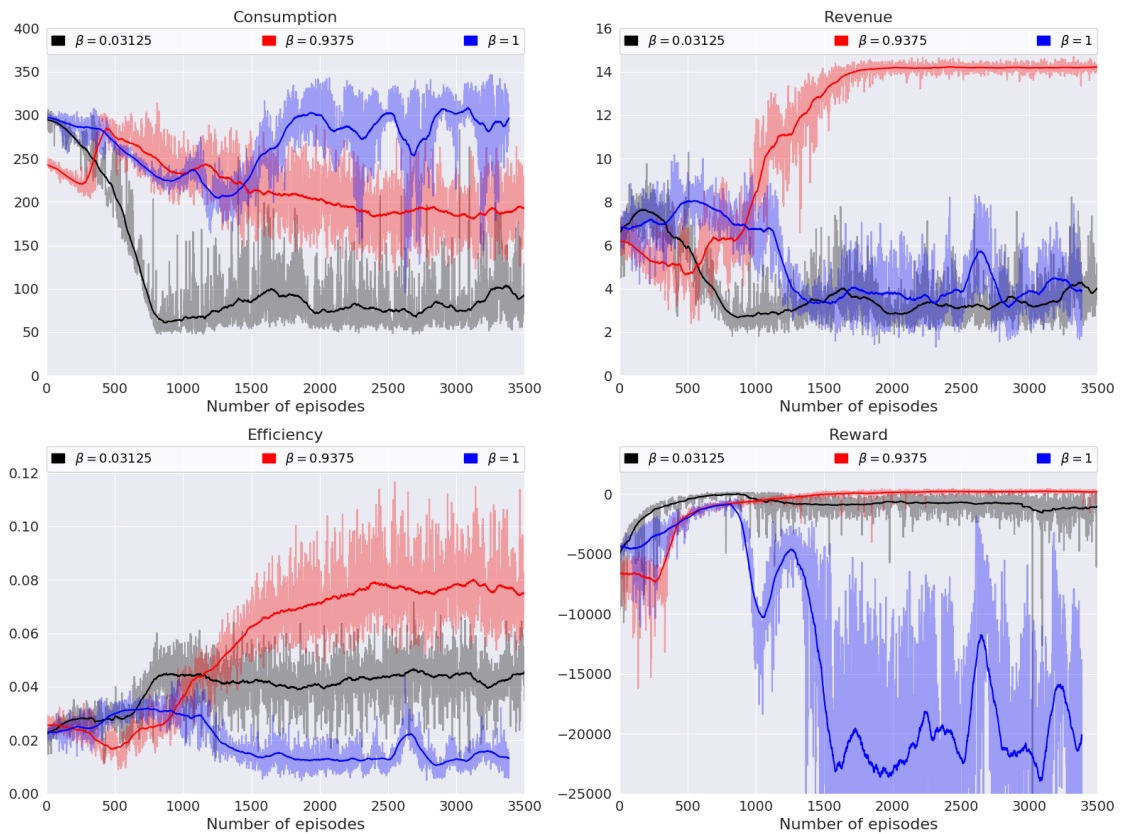 Consumption
β = 0.03125 β = 0.9375 β = 1
400
350
300
250
200
150
100
50
0
0 500 1000 1500 2000 2500 3000 3500
Number of episodes
Revenue
β = 0.03125 β = 0.9375 β = 1
16
14
12
10
8
6
4
2
0
0 500 1000 1500 2000 2500 3000 3500
Number of episodes
Efficiency
β = 0.03125 β = 0.9375 β = 1
0.12
0.10
0.08
0.06
0.04
0.02
0.00
0 500 1000 1500 2000 2500 3000 3500
Number of episodes
Reward
β = 0.03125 β = 0.9375 β = 1
0
−5000
−10000
−15000
−20000
−25000
0 500 1000 1500 2000 2500 3000 3500
Number of episodes